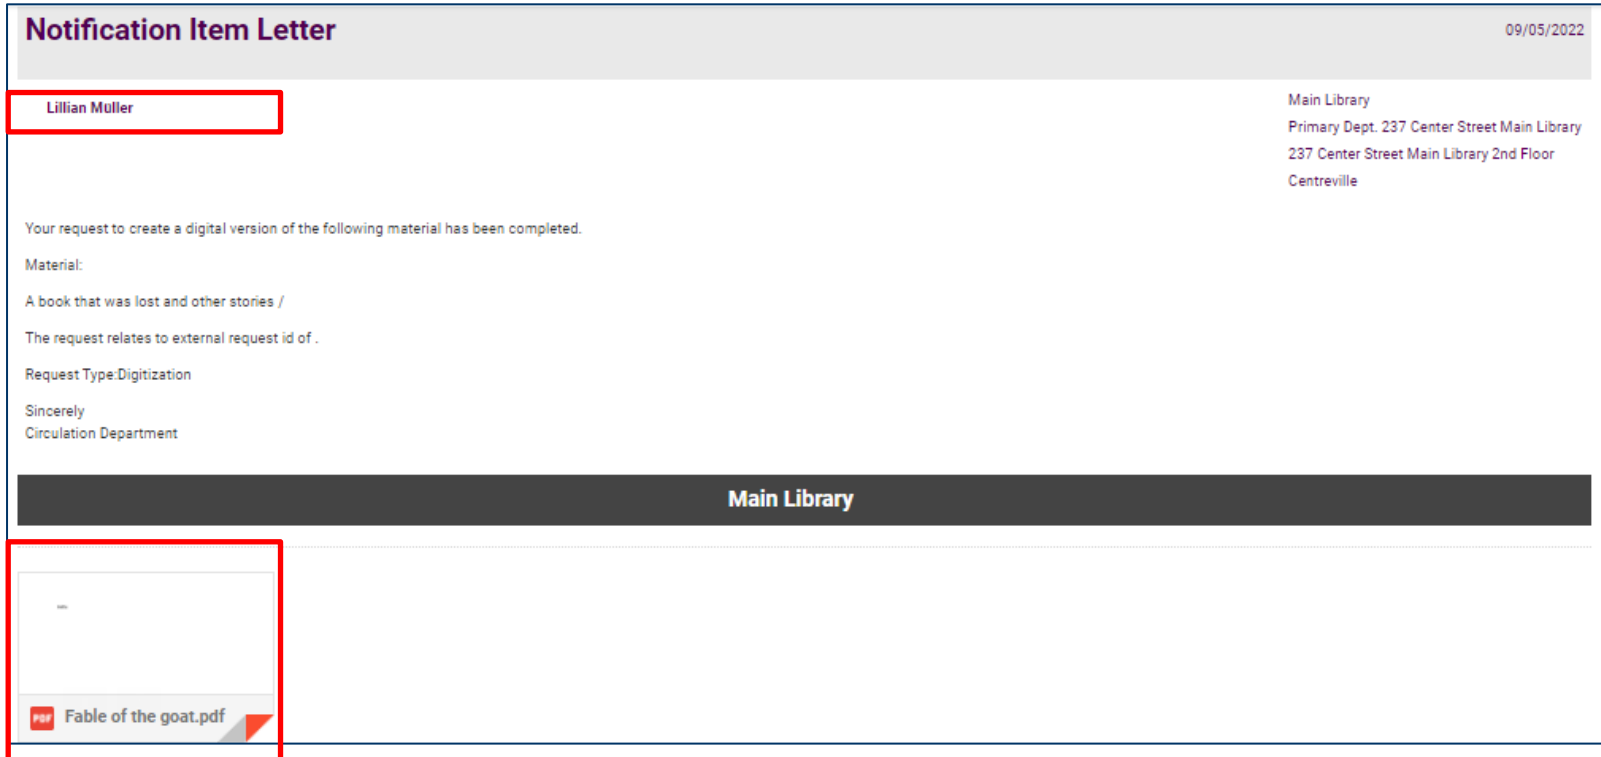 Notification Item Letter
09/05/2022
Lillian Müller
Main Library
Primary Dept. 237 Center Street Main Library
237 Center Street Main Library 2nd Floor
Centreville
Your request to create a digital version of the following material has been completed.
Material:
A book that was lost and other stories /
The request relates to external request id of .
Request Type:Digitization
Sincerely
Circulation Department
Main Library
PDF Fable of the goat.pdf